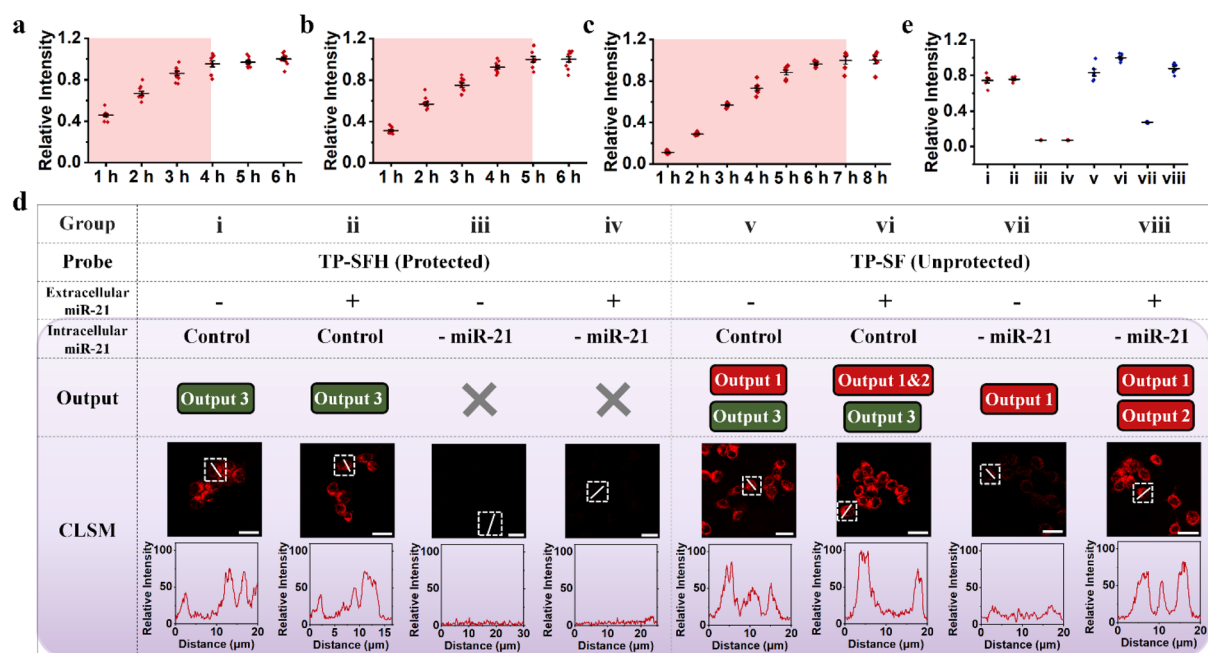 a
Relative Intensity
1.2
0.8
0.4
0.0
1 h 2 h 3 h 4 h 5 h 6 h
b
Relative Intensity
1.2
0.8
0.4
0.0
1 h 2 h 3 h 4 h 5 h 6 h
c
Relative Intensity
1.2
0.8
0.4
0.0
1 h 2 h 3 h 4 h 5 h 6 h 7 h 8 h
e
Relative Intensity
1.2
0.8
0.4
0.0
i ii iii iv v vi vii viii
d
Group i ii iii iv v vi vii viii
Probe TP-SFH (Protected) TP-SF (Unprotected)
Extracellular
miR-21
- + - + - + - +
Intracellular
miR-21
Control Control - miR-21 - miR-21 Control Control - miR-21 - miR-21
Output
Output 3
Output 3
Output 1
Output 3
Output 1&2
Output 3
Output 1
Output 1
Output 2
CLSM
Relative Intensity
100
50
0
0 10 20
Distance (μm)
Relative Intensity
100
50
0
0 5 10 15
Distance (μm)
Relative Intensity
100
50
0
0 10 20 30
Distance (μm)
Relative Intensity
100
50
0
0 5 10 15 20 25
Distance (μm)
Relative Intensity
100
50
0
0 10 20
Distance (μm)
Relative Intensity
100
50
0
0 10 20
Distance (μm)
Relative Intensity
100
50
0
0 10 20
Distance (μm)
Relative Intensity
100
50
0
0 10 20
Distance (μm)